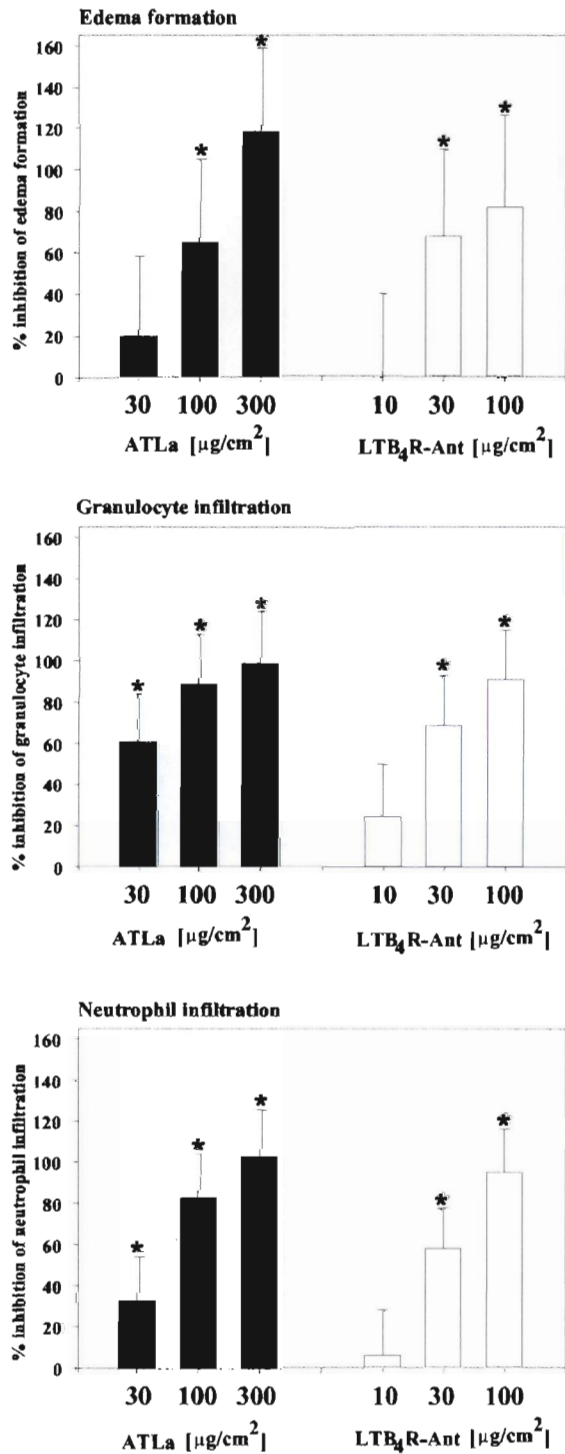 Edema formation
% inhibition of edema formation
160
140
120
100
80
60
40
20
0
* * * * *
30 100 300 10 30 100
ATLa [µg/cm²] LTB₄R-Ant [µg/cm²]
Granulocyte infiltration
% inhibition of granulocyte infiltration
160
140
120
100
80
60
40
20
0
* * * * *
30 100 300 10 30 100
ATLa [µg/cm²] LTB₄R-Ant [µg/cm²]
Neutrophil infiltration
% inhibition of neutrophil infiltration
160
140
120
100
80
60
40
20
0
* * * * *
30 100 300 10 30 100
ATLa [µg/cm²] LTB₄R-Ant [µg/cm²]